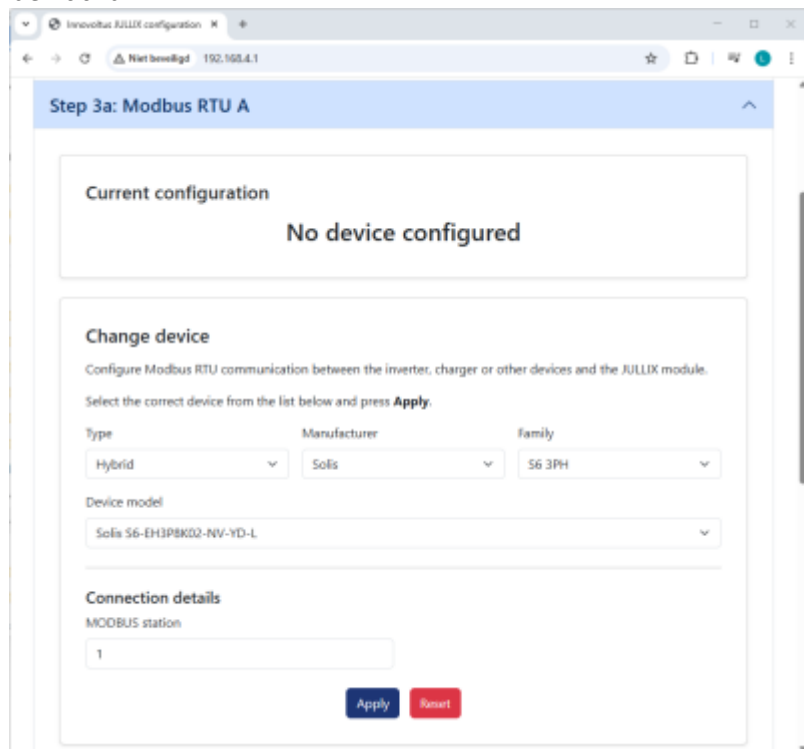 Innovoltus JULLIX configuration
Niet beveiligd 192.168.4.1
L
Step 3a: Modbus RTU A
Current configuration
No device configured
Change device
Configure Modbus RTU communication between the inverter, charger or other devices and the JULLIX module.
Select the correct device from the list below and press Apply.
Type Manufacturer Family
Hybrid Solis S6 3PH
Device model
Solis S6-EH3P8K02-NV-YD-L
Connection details
MODBUS station
1
Apply Reset